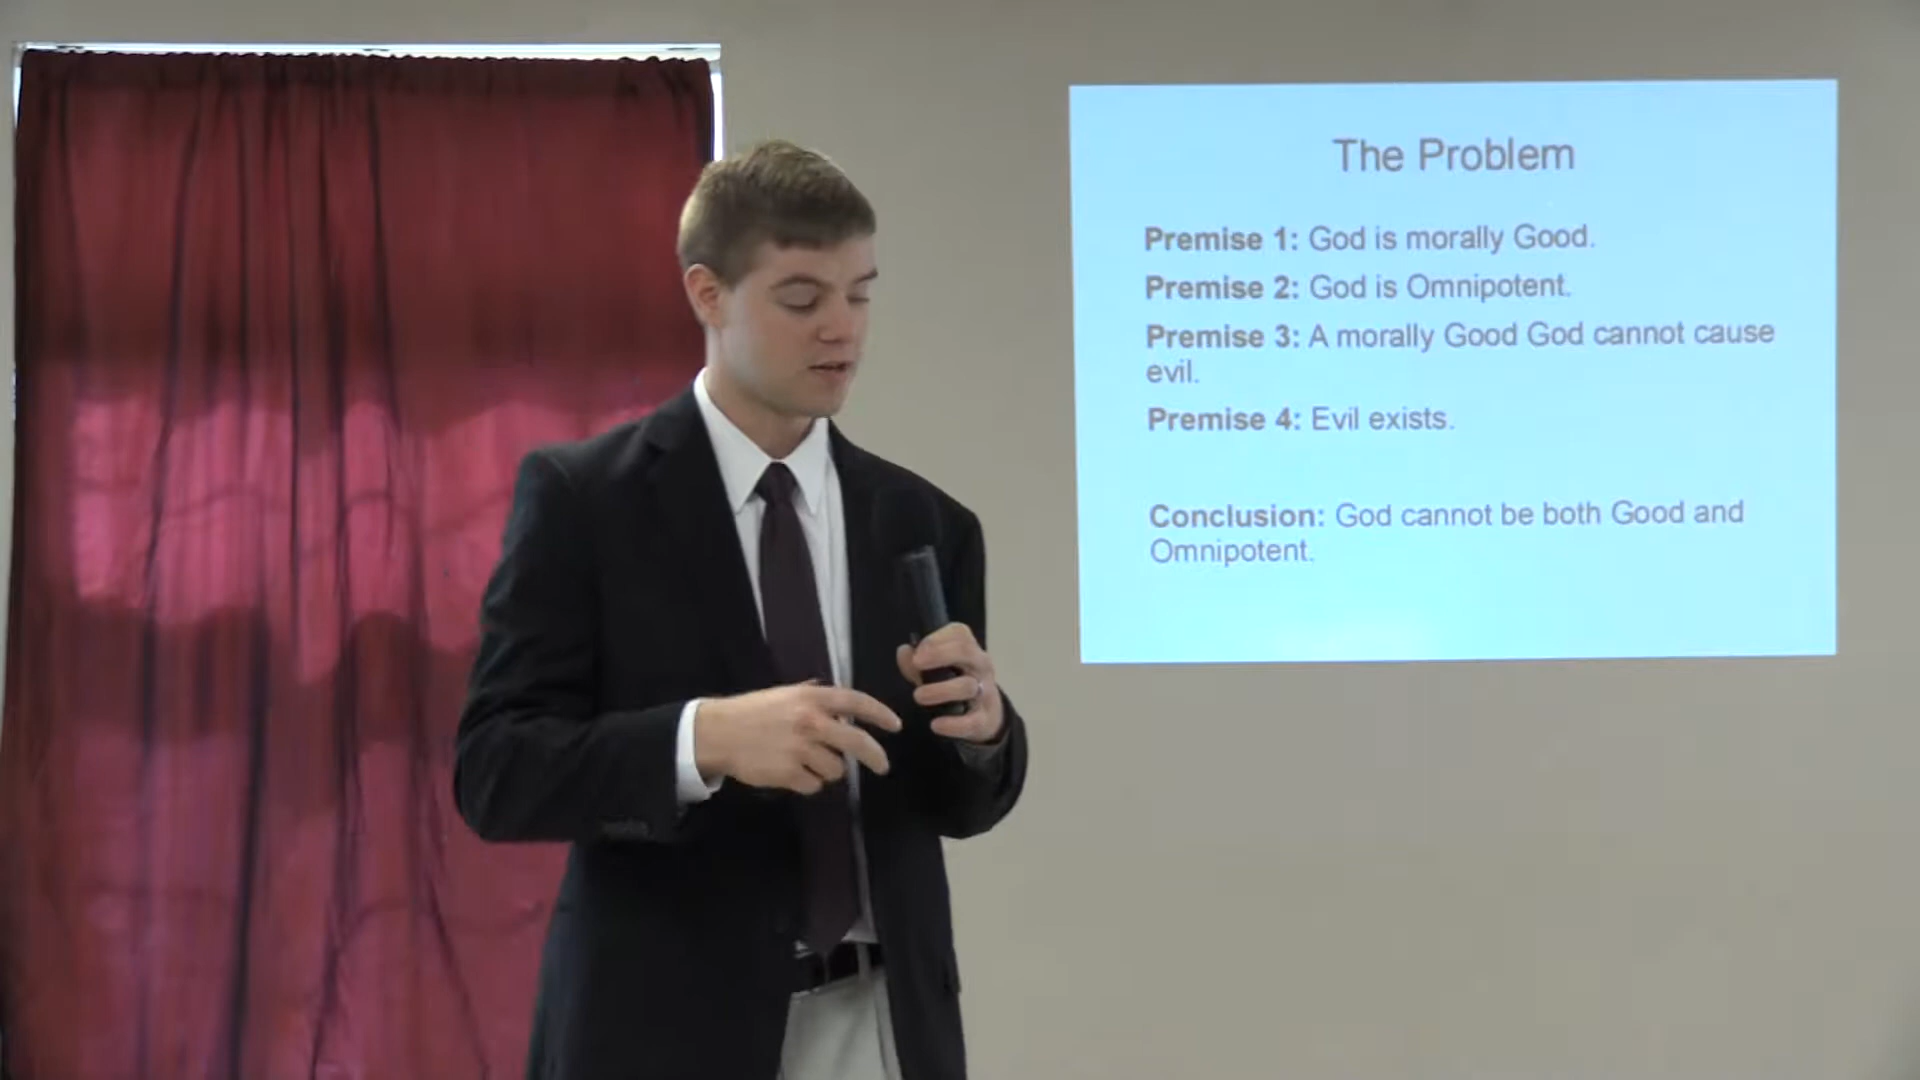 The Problem
Premise 1: God is morally Good.
Premise 2: God is Omnipotent.
Premise 3: A morally Good God cannot cause
evil.
Premise 4: Evil exists.
Conclusion: God cannot be both Good and
Omnipotent.